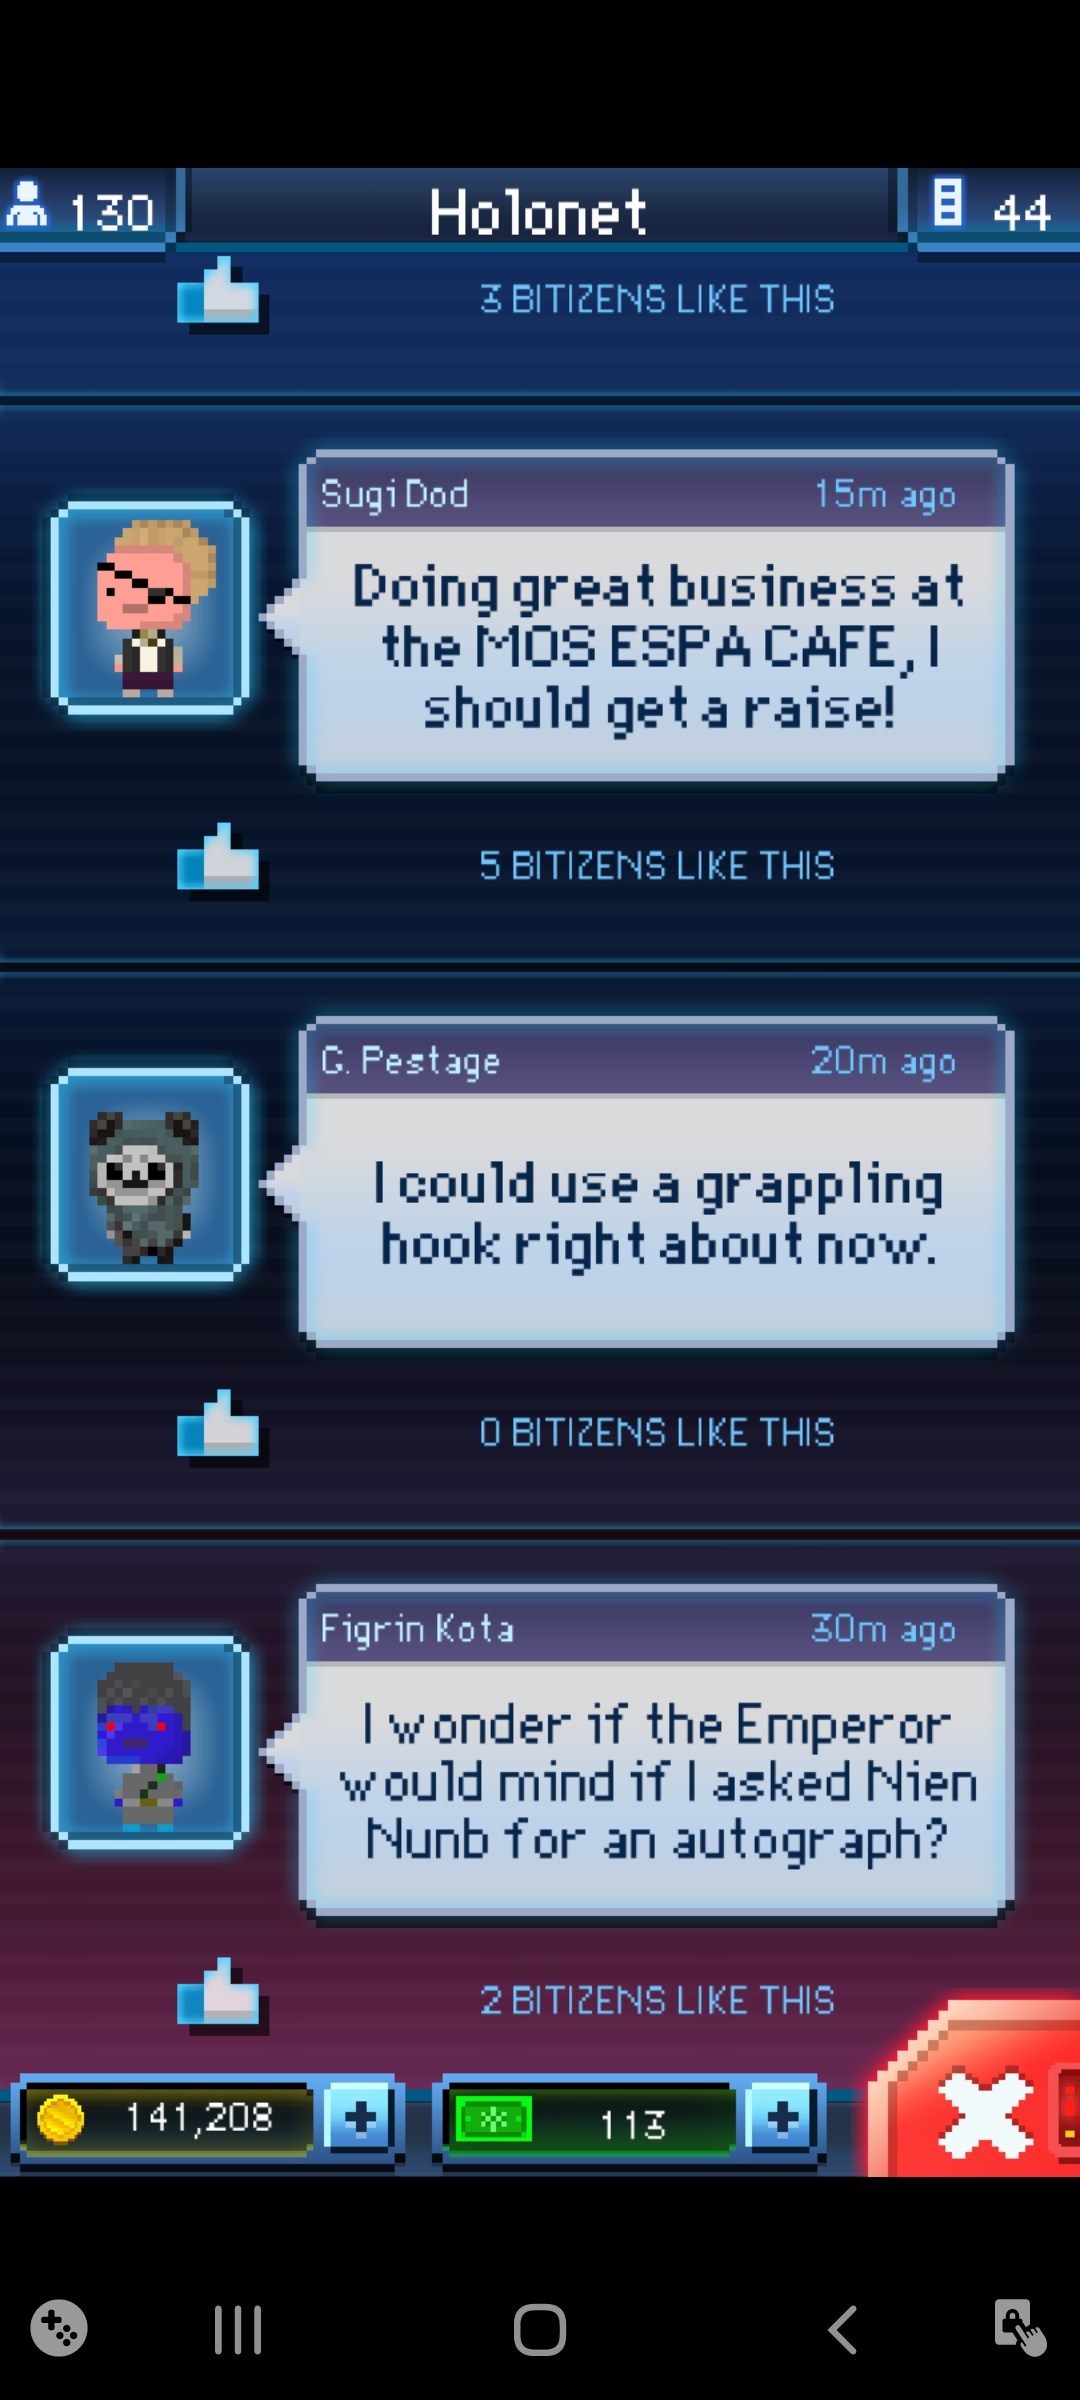 130
Holonet
44
3 BITIZENS LIKE THIS
Sugi Dod
15m ago
Doing great business at
the MOS ESPA CAFE, I
should get a raise!
5 BITIZENS LIKE THIS
G. Pestage
20m ago
I could use a grappling
hook right about now.
0 BITIZENS LIKE THIS
Figrin Kota
30m ago
I wonder if the Emperor
would mind if I asked Nien
Nunb for an autograph?
2 BITIZENS LIKE THIS
141,208
113